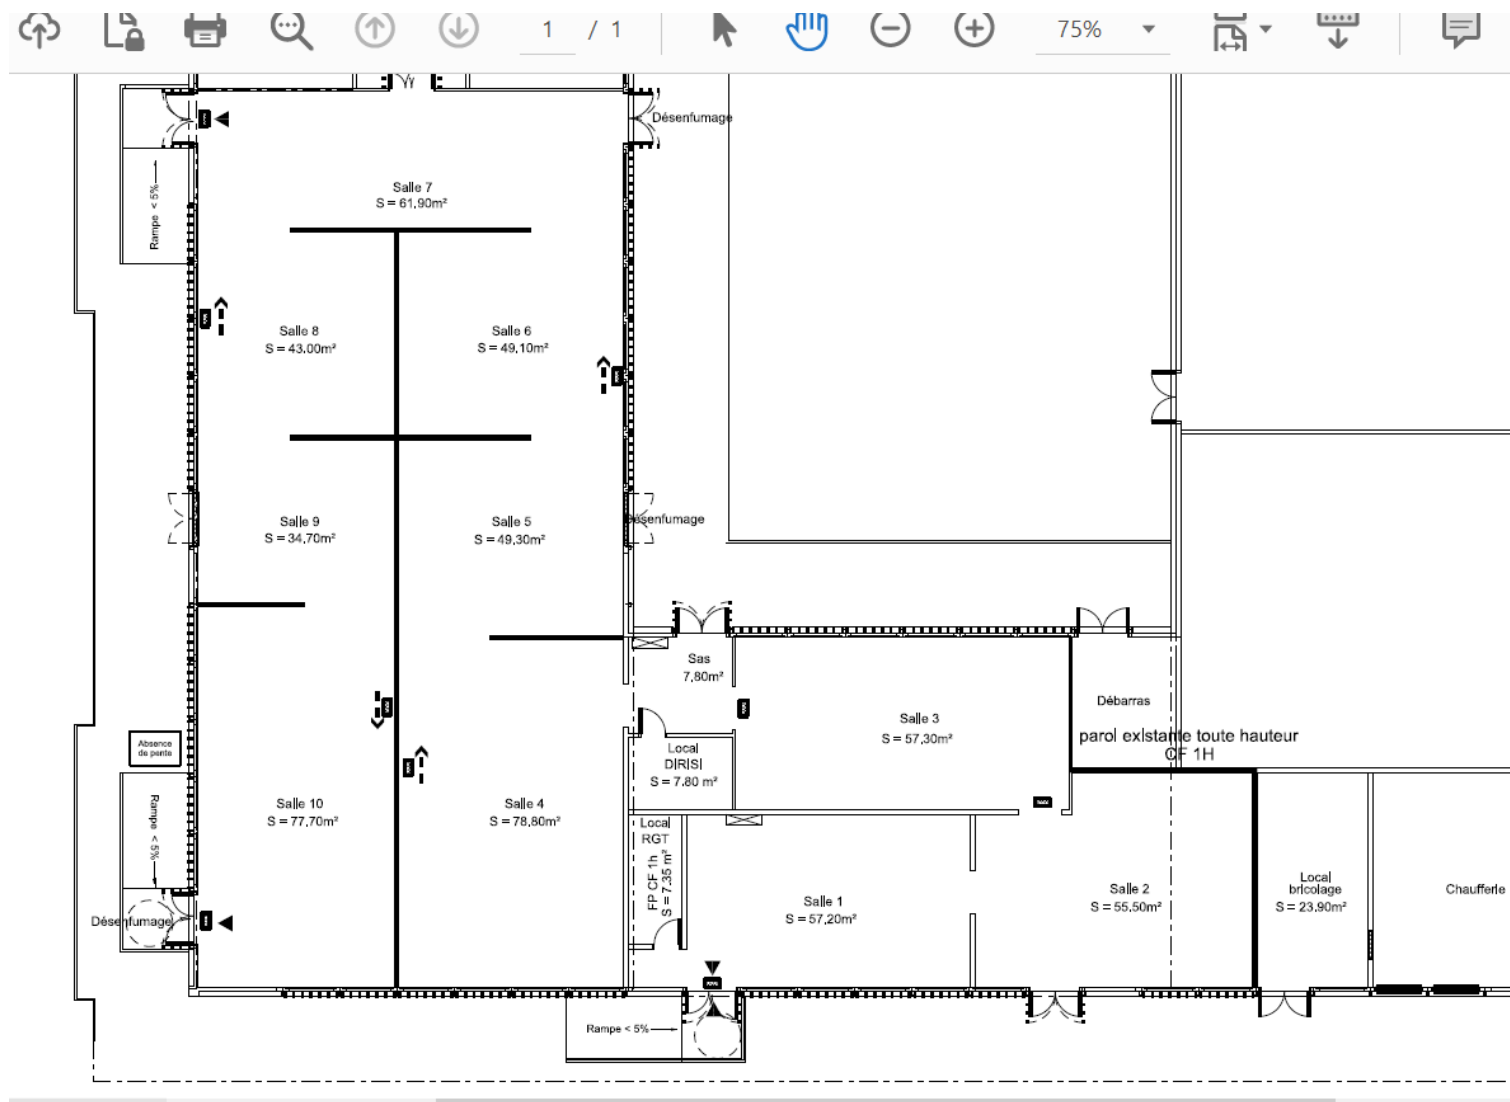 1 / 1
75%
Désenfumage
Rampe < 5%
Salle 7
S = 61,90m²
Salle 8
S = 43.00m²
Salle 6
S = 49,10m²
Salle 9
S = 34,70m²
Salle 5
S = 49,30m²
Désenfumage
Sas
7,80m²
Salle 3
S = 57,30m²
Débarras
paroi existante toute hauteur
CF 1H
Absence
de pente
Local
DIRISI
S = 7.80 m²
Rampe < 5%
Salle 10
S = 77,70m²
Salle 4
S = 78,80m²
Local
RGT
FP CF 1h
S = 7.35 m²
Salle 1
S = 57,20m²
Salle 2
S = 55.50m²
Local
bricolage
S = 23,90m²
Chaufferie
Désenfumage
Rampe < 5%